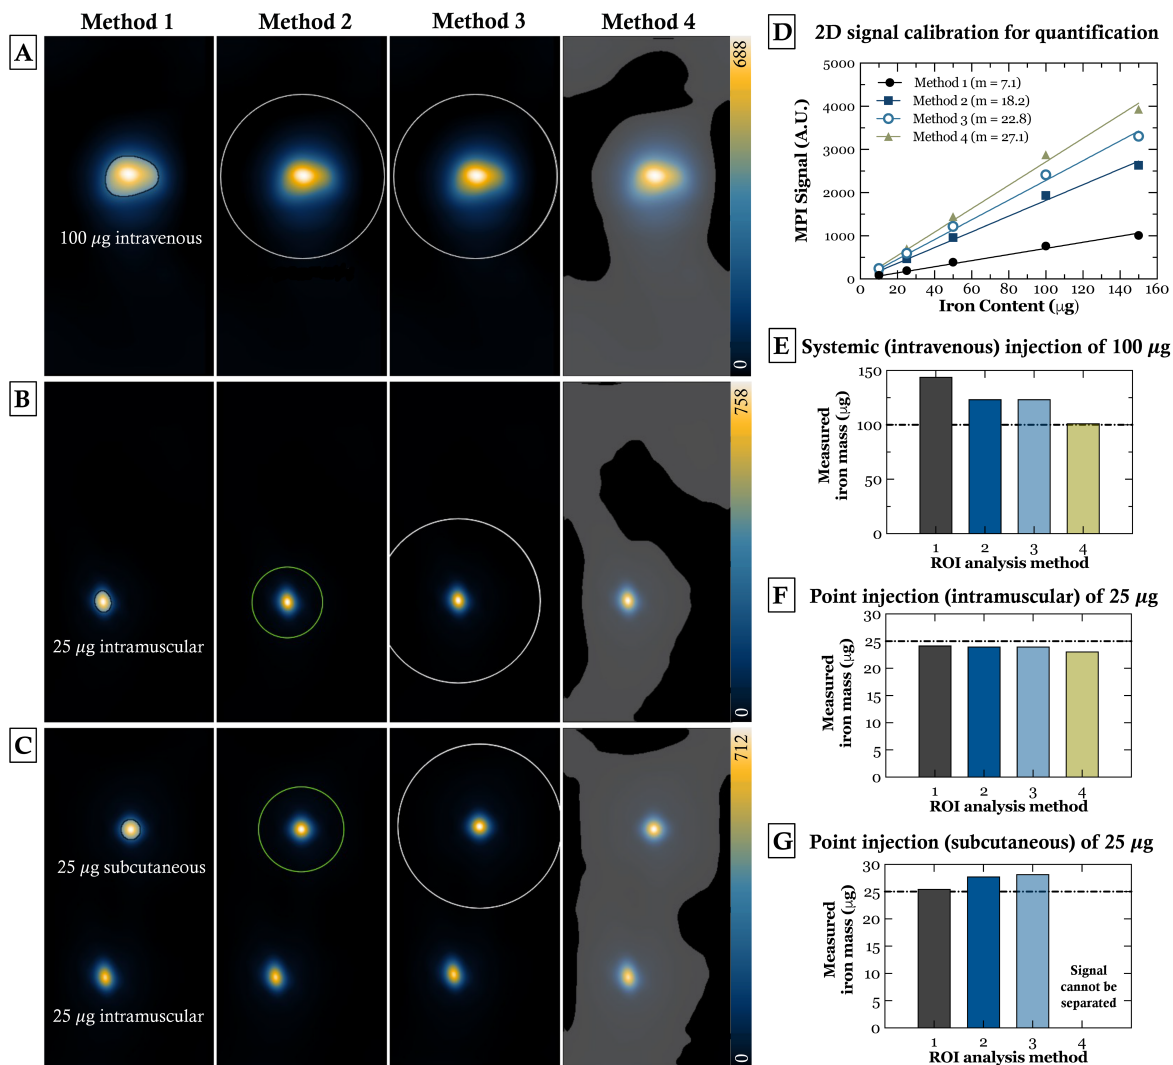 Method 1
Method 2
Method 3
Method 4
A
100 μg intravenous
688
0
B
25 μg intramuscular
758
0
C
25 μg subcutaneous
25 μg intramuscular
712
0
D
2D signal calibration for quantification
MPI Signal (A.U.)
5000
4000
3000
2000
1000
0
Method 1 (m = 7.1)
Method 2 (m = 18.2)
Method 3 (m = 22.8)
Method 4 (m = 27.1)
0 20 40 60 80 100 120 140 160
Iron Content (μg)
E
Systemic (intravenous) injection of 100 μg
Measured
iron mass (μg)
150
100
50
0
1 2 3 4
ROI analysis method
F
Point injection (intramuscular) of 25 μg
Measured
iron mass (μg)
30
25
25
20
15
10
5
0
1 2 3 4
ROI analysis method
G
Point injection (subcutaneous) of 25 μg
Measured
iron mass (μg)
30
25
25
30
15
10
5
0
Signal
cannot be
separated
1 2 3 4
ROI analysis method